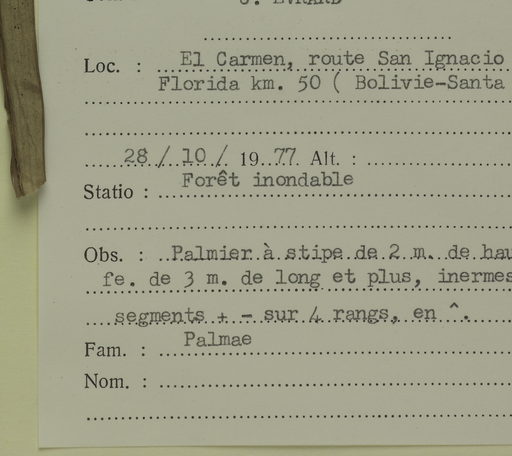 Loc. : El Carmen, route San Ignacio
Florida km. 50 ( Bolivie-Santa
28 / 10 / 1977 Alt. :
Statio : Forêt inondable
Obs. : Palmier à stipe de 2 m. de hau
fe. de 3 m. de long et plus, inermes
segments + - sur 4 rangs, en ^.
Fam. : Palmae
Nom. :